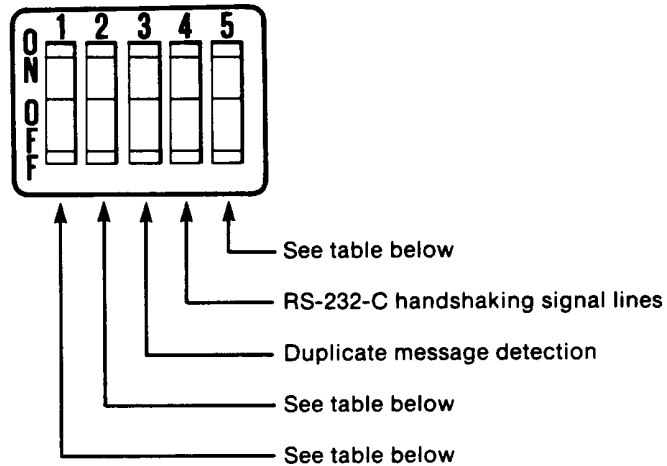 1 2 3 4 5
ON
OFF
See table below
RS-232-C handshaking signal lines
Duplicate message detection
See table below
See table below